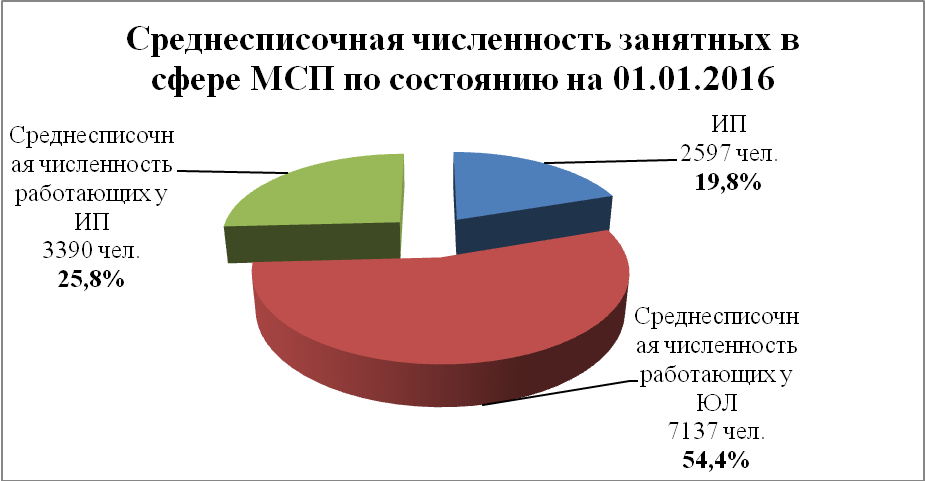 Среднесписочная численность занятных в
сфере МСП по состоянию на 01.01.2016
Среднесписочн
ая численность
работающих у
ИП
3390 чел.
25,8%
ИП
2597 чел.
19,8%
Среднесписочн
ая численность
работающих у
ЮЛ
7137 чел.
54,4%